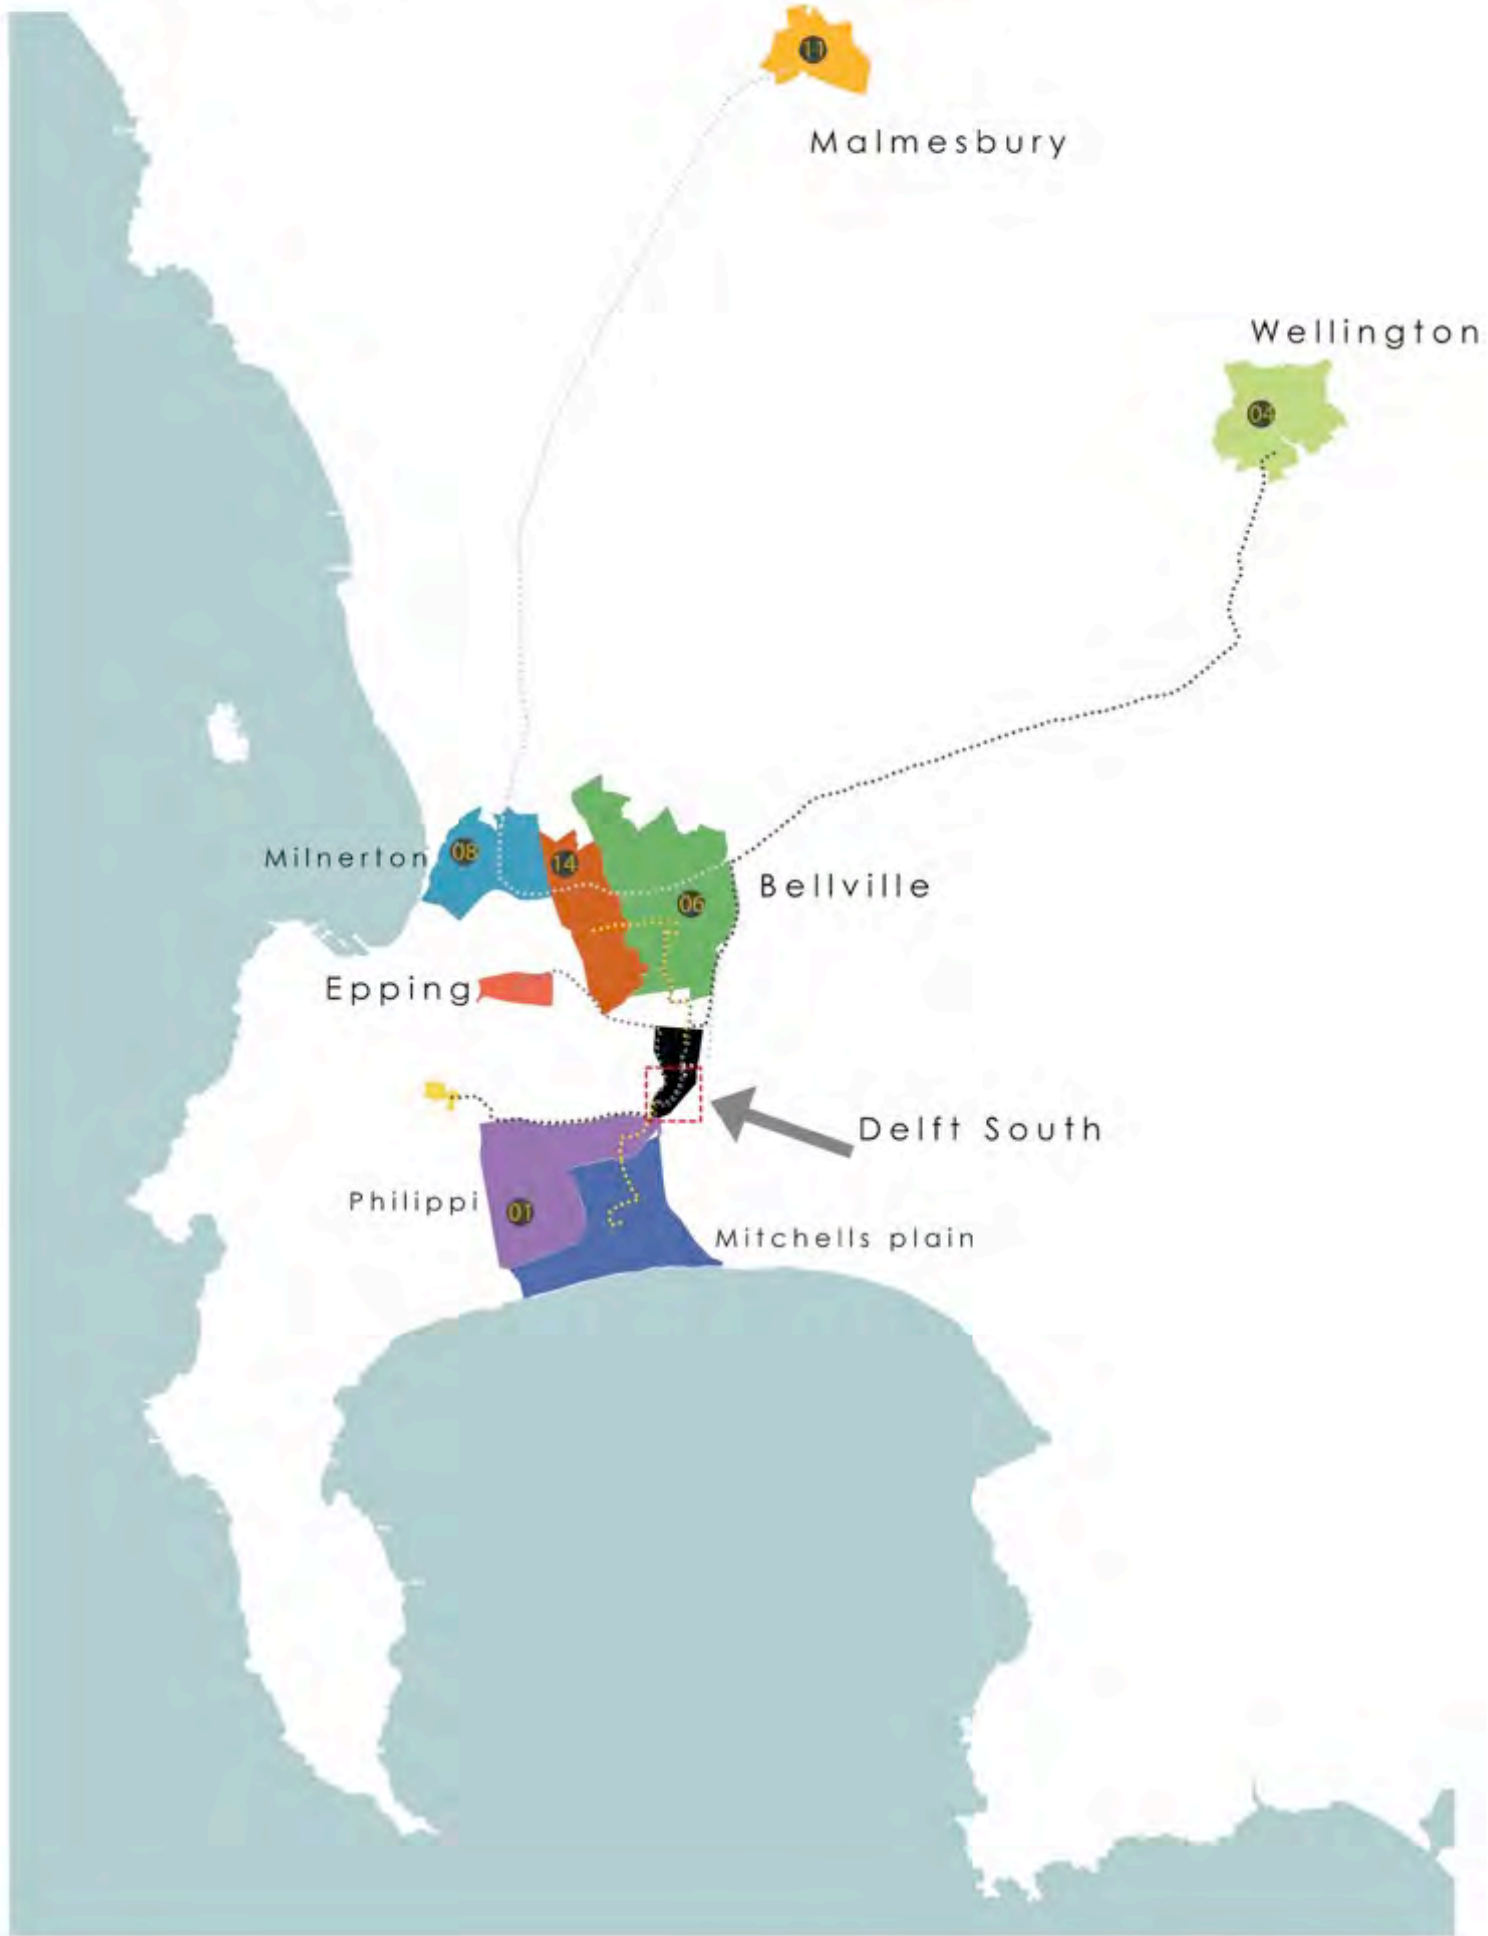 11
Malmesbury
Wellington
04
Milnerton
08
14
Bellville
06
Epping
Delft South
Philippi
01
Mitchells plain